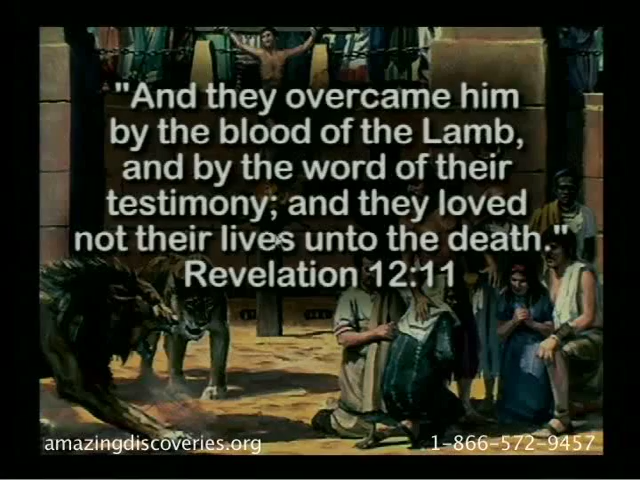 "And they overcame him
by the blood of the Lamb,
and by the word of their
testimony; and they loved
not their lives unto the death."
Revelation 12:11
amazingdiscoveries.org
1-866-572-9457